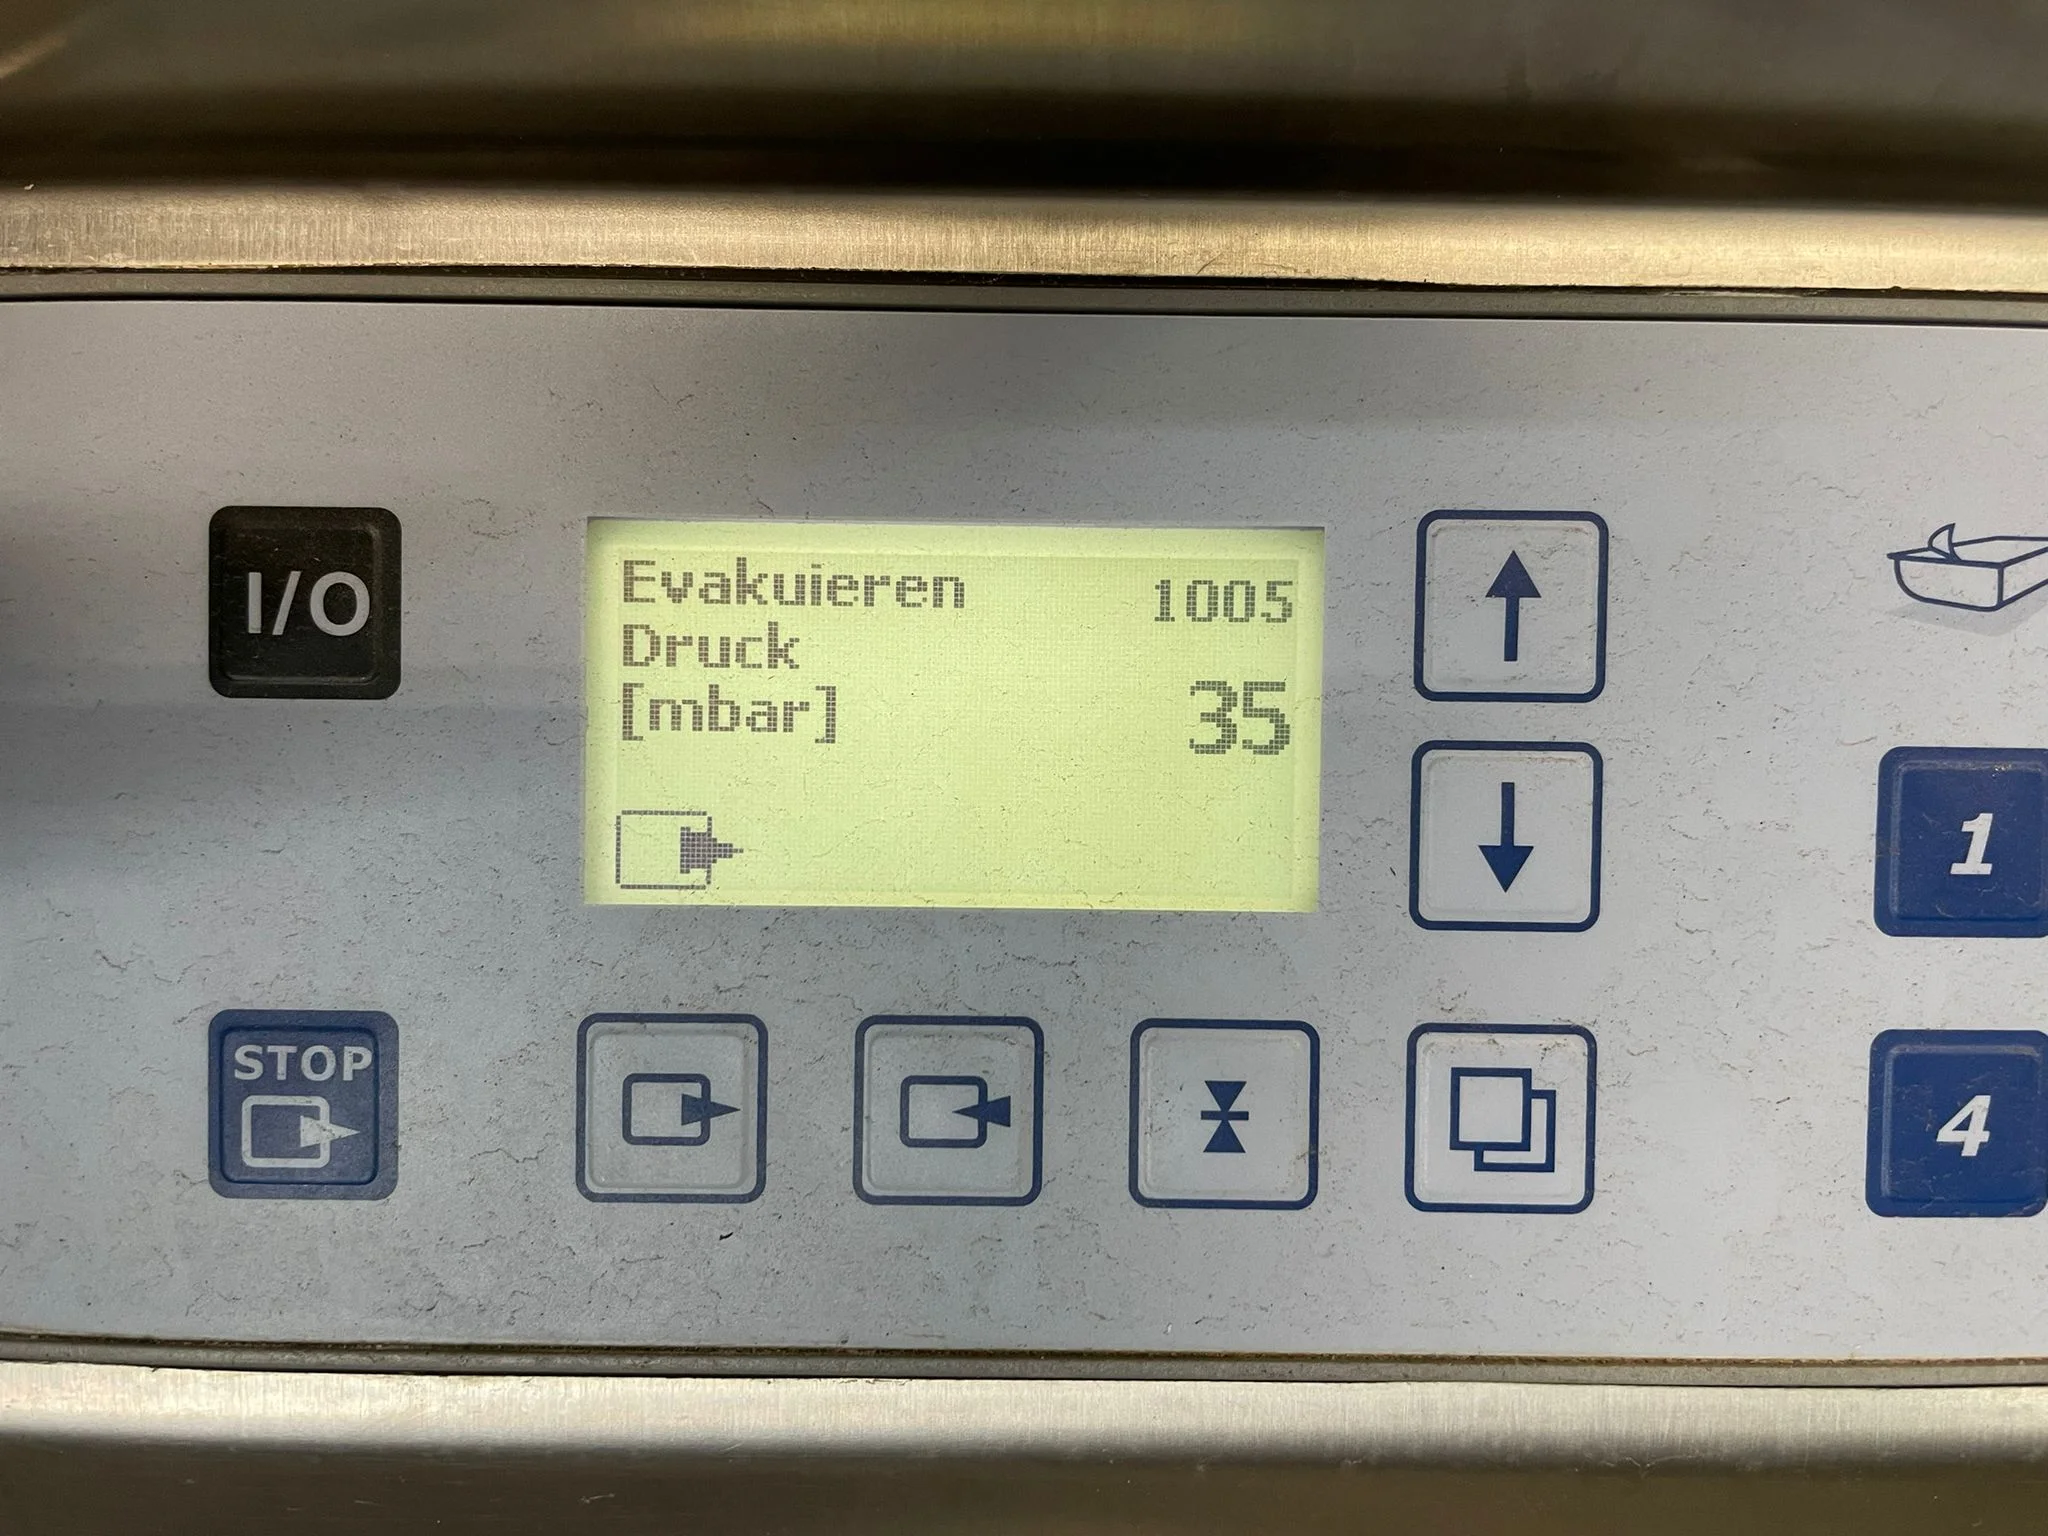 I/O
Evakuieren 1005
Druck
[mbar] 35
1
STOP
4